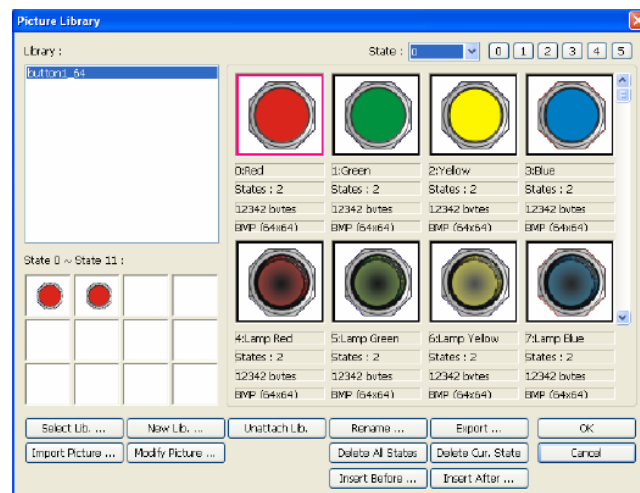 Picture Library
Library :
State : 0
0 1 2 3 4 5
button1_64
0:Red 1:Green 2:Yellow 3:Blue
States : 2 States : 2 States : 2 States : 2
12342 bytes 12342 bytes 12342 bytes 12342 bytes
BMP (64x64) BMP (64x64) BMP (64x64) BMP (64x64)
State 0 ~ State 11 :
4:Lamp Red 5:Lamp Green 6:Lamp Yellow 7:Lamp Blue
States : 2 States : 2 States : 2 States : 2
12342 bytes 12342 bytes 12342 bytes 12342 bytes
BMP (64x64) BMP (64x64) BMP (64x64) BMP (64x64)
Select Lib. ... New Lib. ... Unattach Lib. Rename ... Export ... OK
Import Picture ... Modify Picture ... Delete All States Delete Cur. State Cancel
Insert Before ... Insert After ...